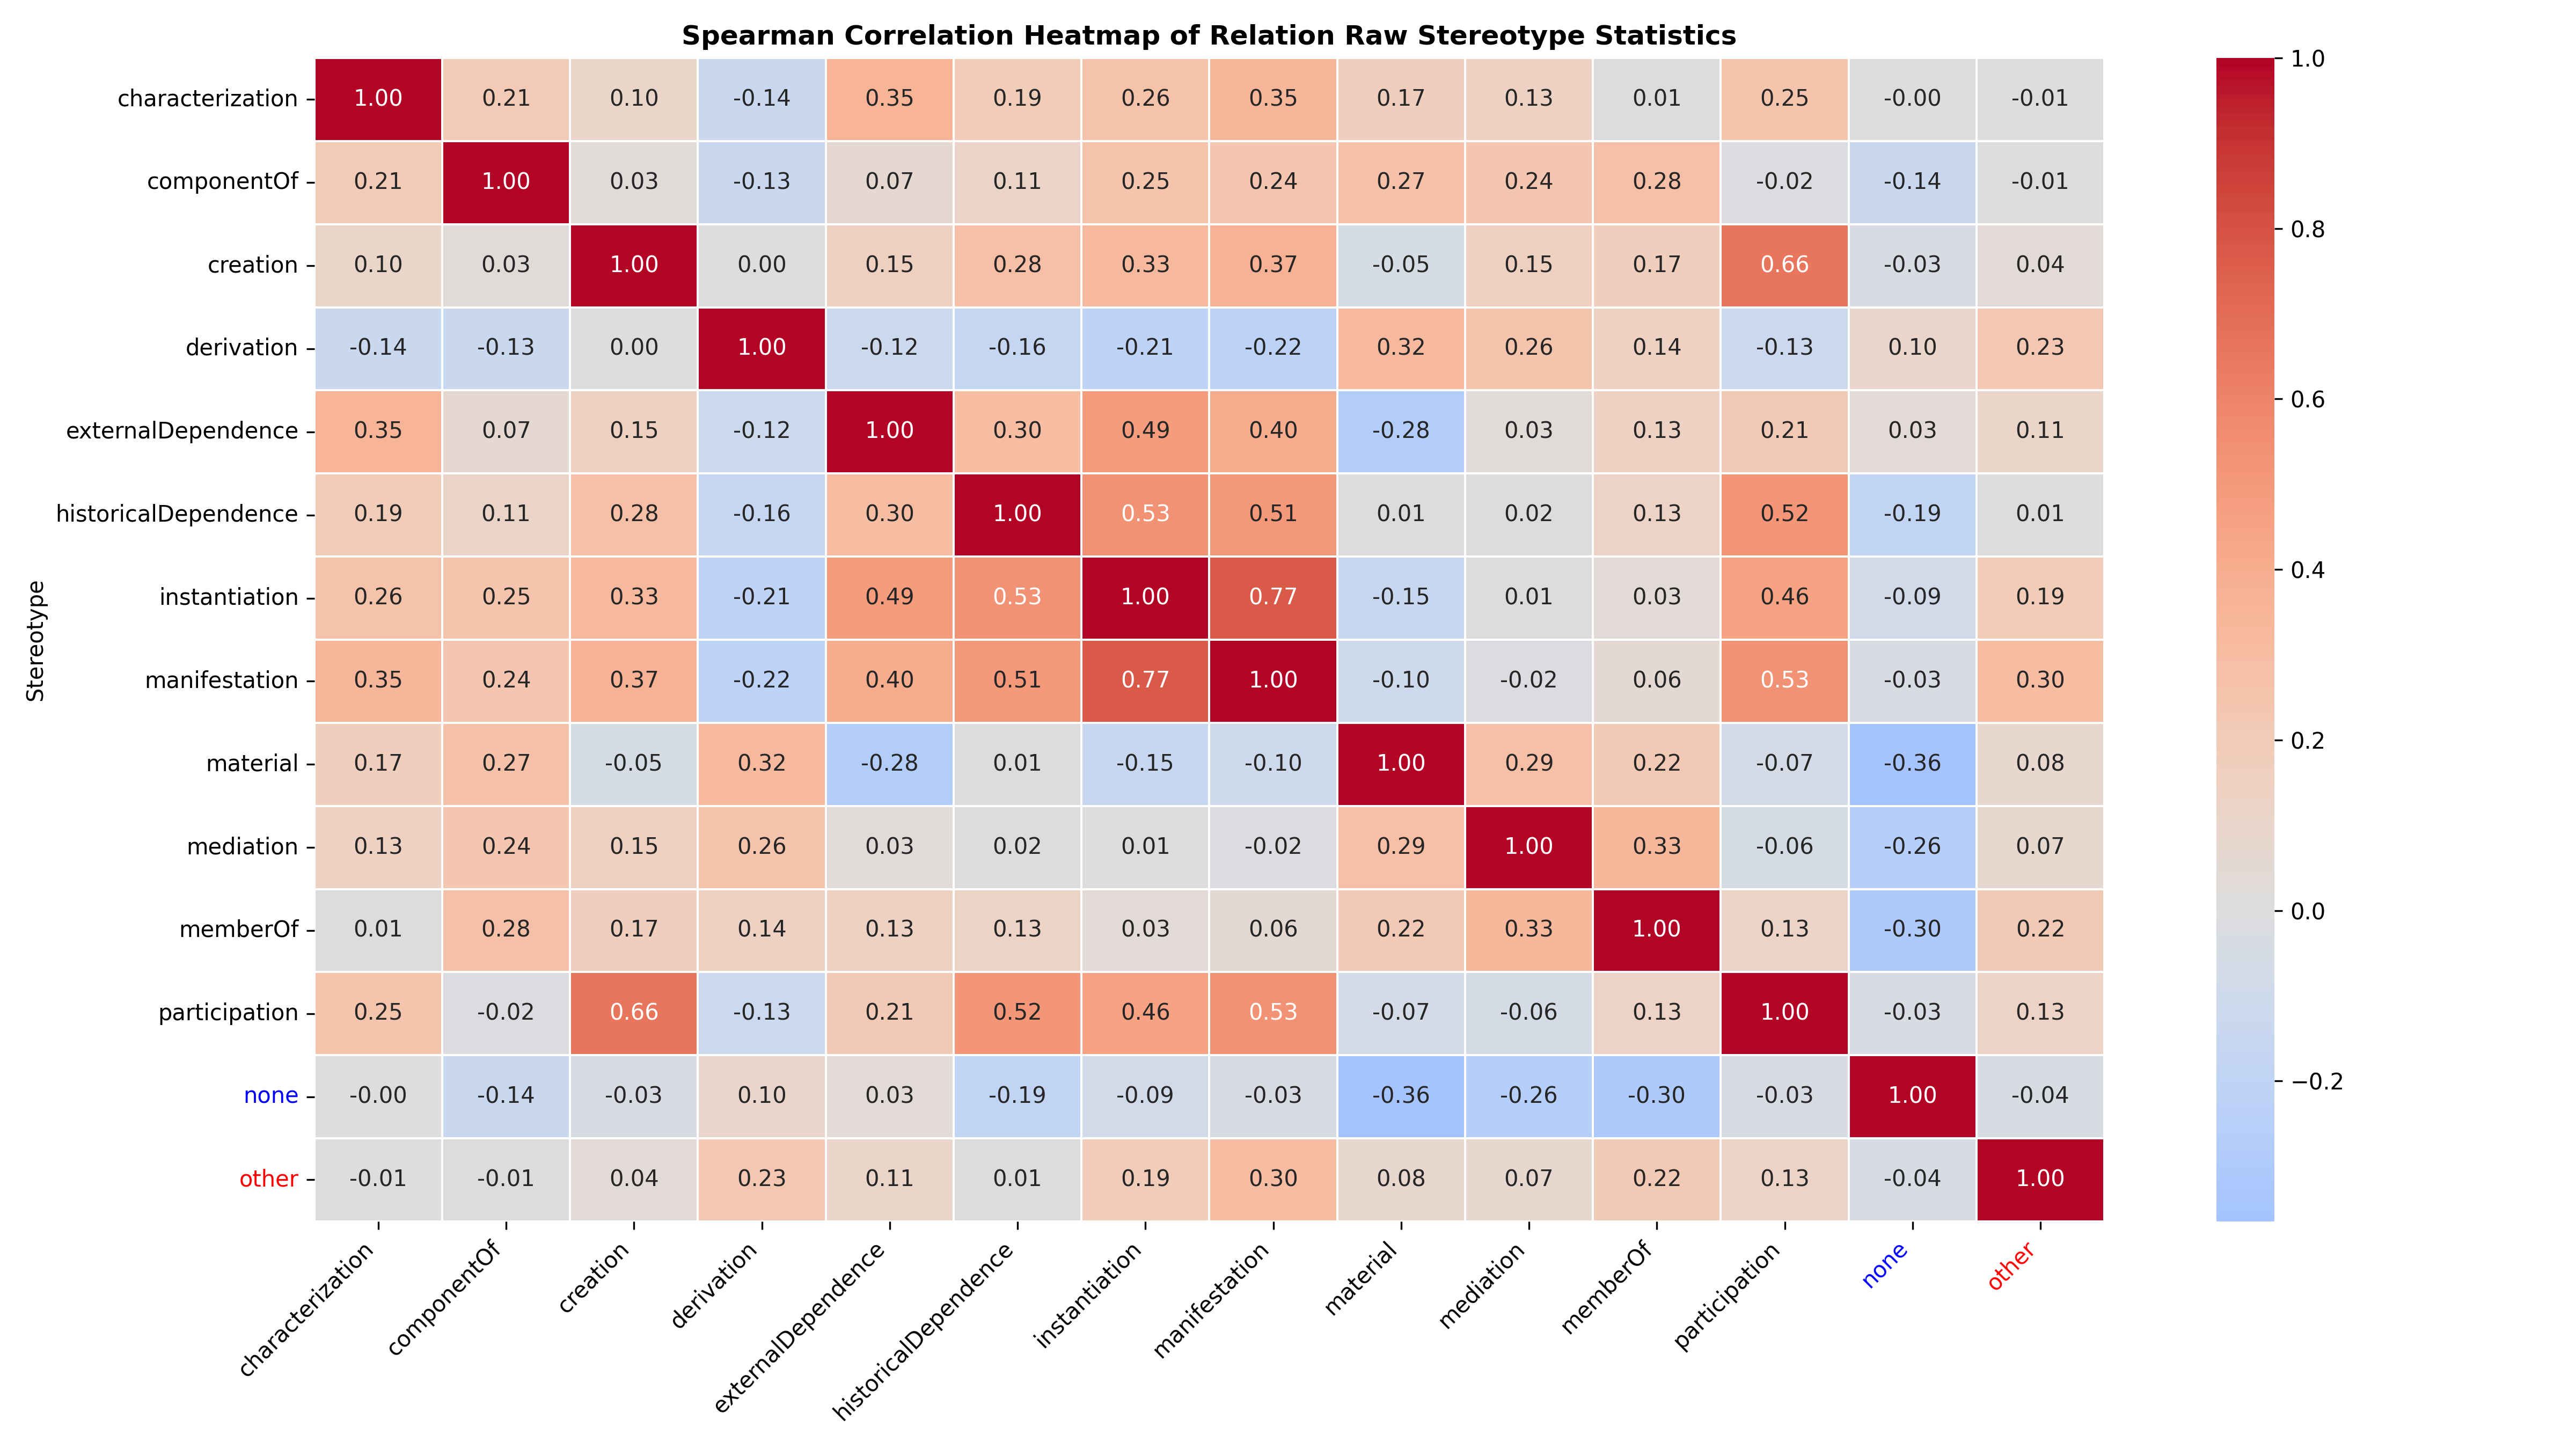 Spearman Correlation Heatmap of Relation Raw Stereotype Statistics
characterization 1.00 0.21 0.10 -0.14 0.35 0.19 0.26 0.35 0.17 0.13 0.01 0.25 -0.00 -0.01
componentOf 0.21 1.00 0.03 -0.13 0.07 0.11 0.25 0.24 0.27 0.24 0.28 -0.02 -0.14 -0.01
creation 0.10 0.03 1.00 0.00 0.15 0.28 0.33 0.37 -0.05 0.15 0.17 0.66 -0.03 0.04
derivation -0.14 -0.13 0.00 1.00 -0.12 -0.16 -0.21 -0.22 0.32 0.26 0.14 -0.13 0.10 0.23
externalDependence 0.35 0.07 0.15 -0.12 1.00 0.30 0.49 0.40 -0.28 0.03 0.13 0.21 0.03 0.11
historicalDependence 0.19 0.11 0.28 -0.16 0.30 1.00 0.53 0.51 0.01 0.02 0.13 0.52 -0.19 0.01
instantiation 0.26 0.25 0.33 -0.21 0.49 0.53 1.00 0.77 -0.15 0.01 0.03 0.46 -0.09 0.19
manifestation 0.35 0.24 0.37 -0.22 0.40 0.51 0.77 1.00 -0.10 -0.02 0.06 0.53 -0.03 0.30
material 0.17 0.27 -0.05 0.32 -0.28 0.01 -0.15 -0.10 1.00 0.29 0.22 -0.07 -0.36 0.08
mediation 0.13 0.24 0.15 0.26 0.03 0.02 0.01 -0.02 0.29 1.00 0.33 -0.06 -0.26 0.07
memberOf 0.01 0.28 0.17 0.14 0.13 0.13 0.03 0.06 0.22 0.33 1.00 0.13 -0.30 0.22
participation 0.25 -0.02 0.66 -0.13 0.21 0.52 0.46 0.53 -0.07 -0.06 0.13 1.00 -0.03 0.13
none -0.00 -0.14 -0.03 0.10 0.03 -0.19 -0.09 -0.03 -0.36 -0.26 -0.30 -0.03 1.00 -0.04
other -0.01 -0.01 0.04 0.23 0.11 0.01 0.19 0.30 0.08 0.07 0.22 0.13 -0.04 1.00
Stereotype
characterization
componentOf
creation
derivation
externalDependence
historicalDependence
instantiation
manifestation
material
mediation
memberOf
participation
none
other
1.0
0.8
0.6
0.4
0.2
0.0
−0.2